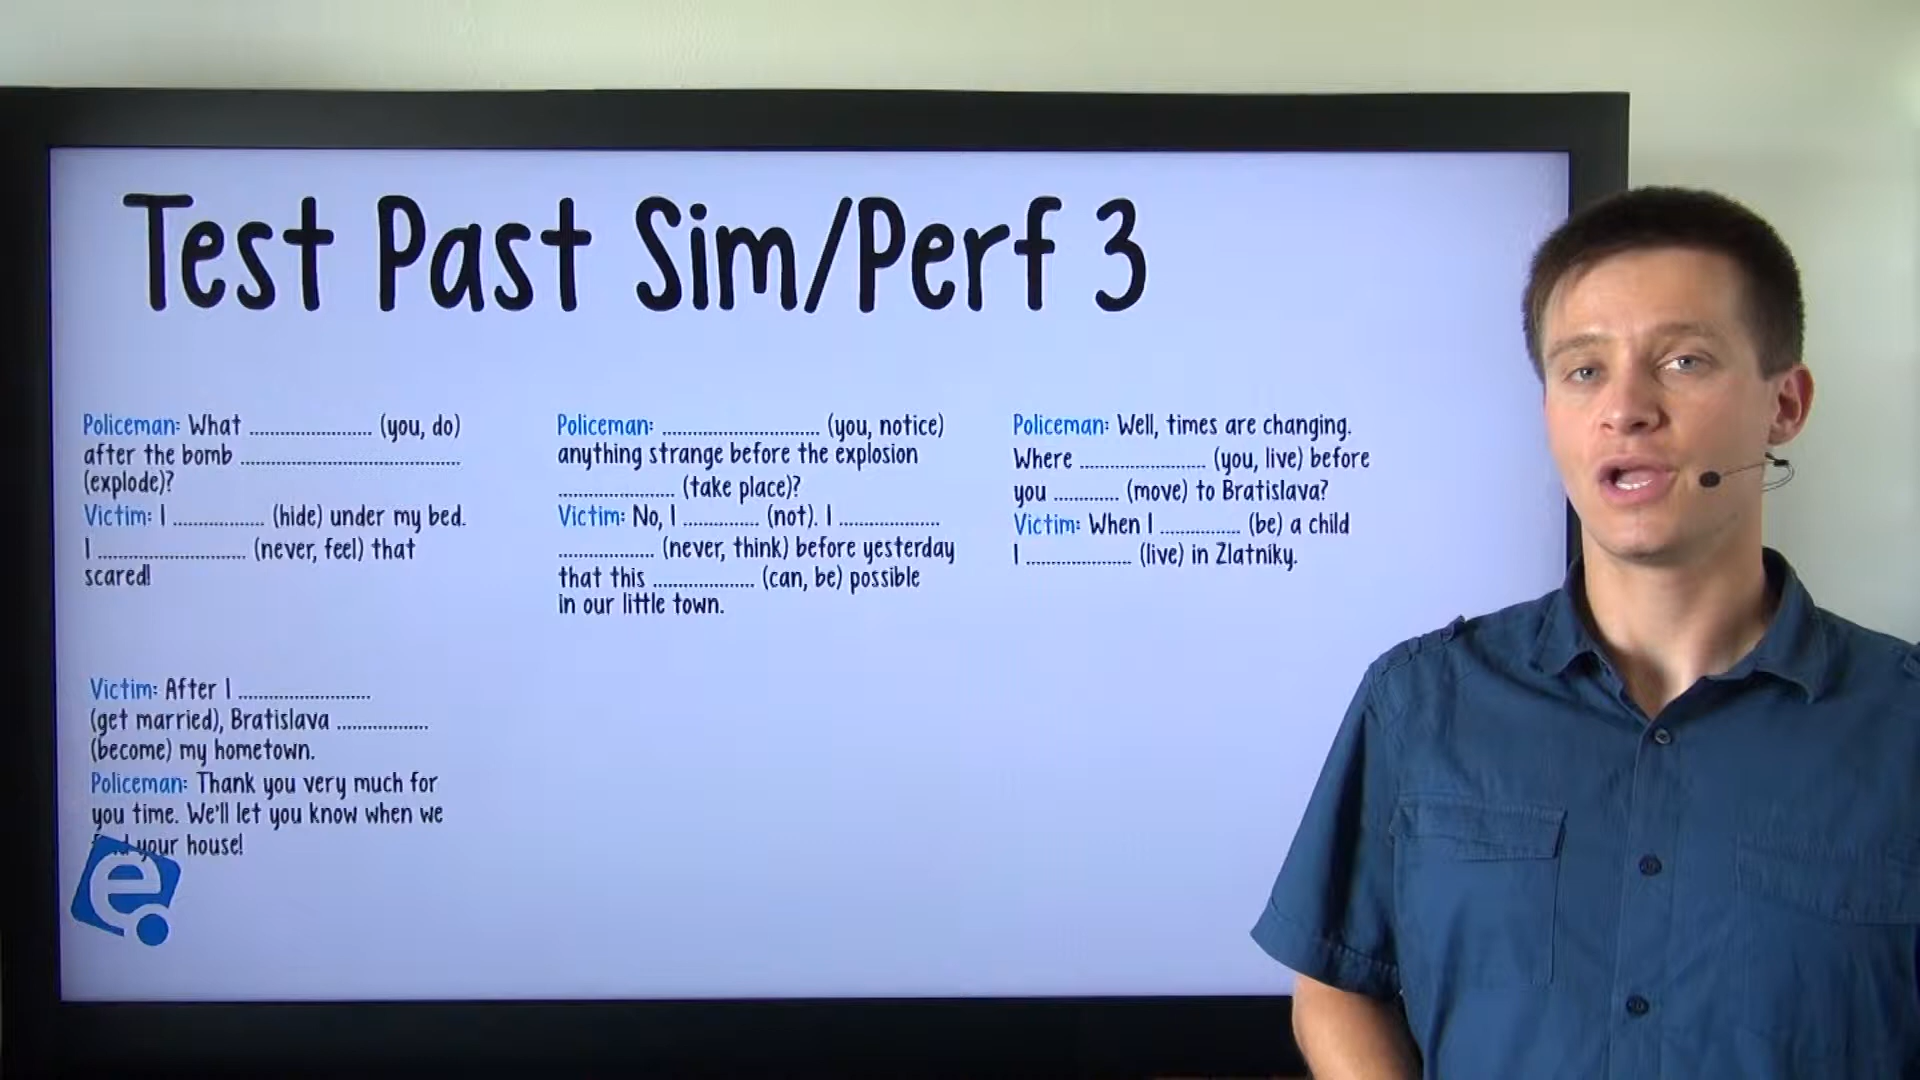 Test Past Sim/Perf 3
Policeman: What ..................... (you, do)
after the bomb ......................................
(explode)?
Victim: I ................ (hide) under my bed.
I ......................... (never, feel) that
scared!
Policeman: ........................... (you, notice)
anything strange before the explosion
.................... (take place)?
Victim: No, I ............. (not). I .................
................ (never, think) before yesterday
that this ................. (can, be) possible
in our little town.
Policeman: Well, times are changing.
Where ..................... (you, live) before
you ........... (move) to Bratislava?
Victim: When I ............. (be) a child
I .................. (live) in Zlatníky.
Victim: After I ......................
(get married), Bratislava ................
(become) my hometown.
Policeman: Thank you very much for
you time. We'll let you know when we
your house!
e